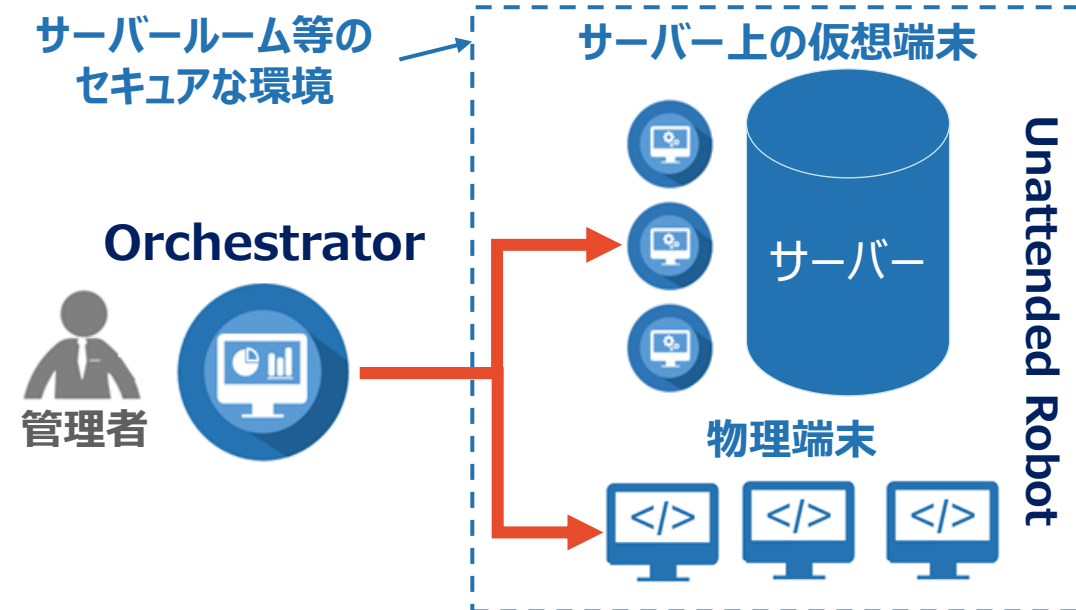 サーバールーム等の
セキュアな環境
サーバー上の仮想端末
Orchestrator
サーバー
Unattended Robot
管理者
物理端末
</>
</>
</>